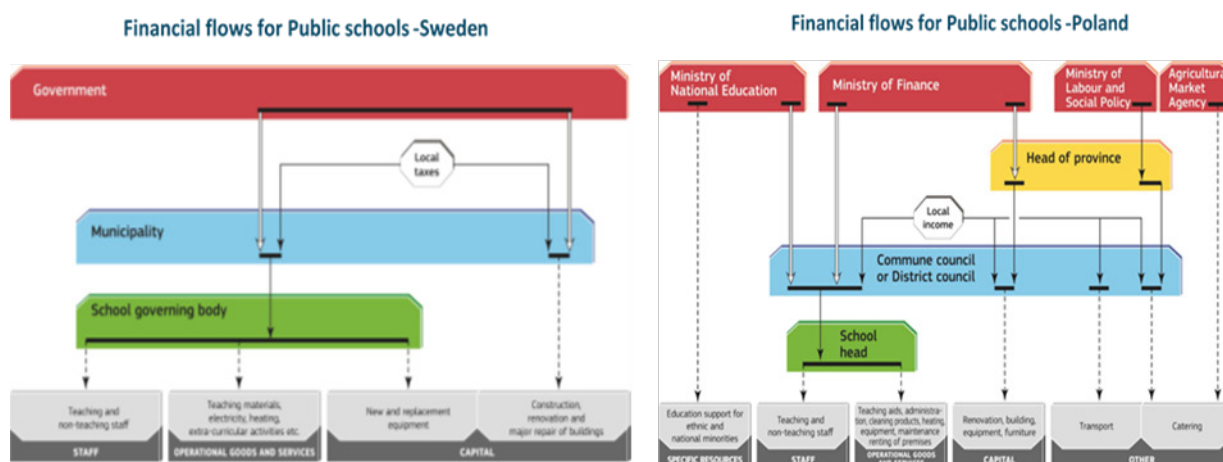 Financial flows for Public schools -Sweden
Government
Local
taxes
Municipality
School governing body
Teaching and
non-teaching staff
Teaching materials,
electricity, heating,
extra-curricular activities etc.
New and replacement
equipment
Construction,
renovation and
major repair of buildings
STAFF
OPERATIONAL GOODS AND SERVICES
CAPITAL
Financial flows for Public schools -Poland
Ministry of
National Education
Ministry of Finance
Ministry of
Labour and
Social Policy
Agricultural
Market
Agency
Head of province
Local
income
Commune council
or District council
School
head
Education support for
ethnic and
national minorities
Teaching and
non-teaching staff
Teaching aids, administra-
tion, cleaning products, heating,
equipment, maintenance
renting of premises
Renovation, building,
equipment, furniture
Transport
Catering
SPECIFIC RESOURCES
STAFF
OPERATIONAL GOODS
AND SERVICES
CAPITAL
OTHER